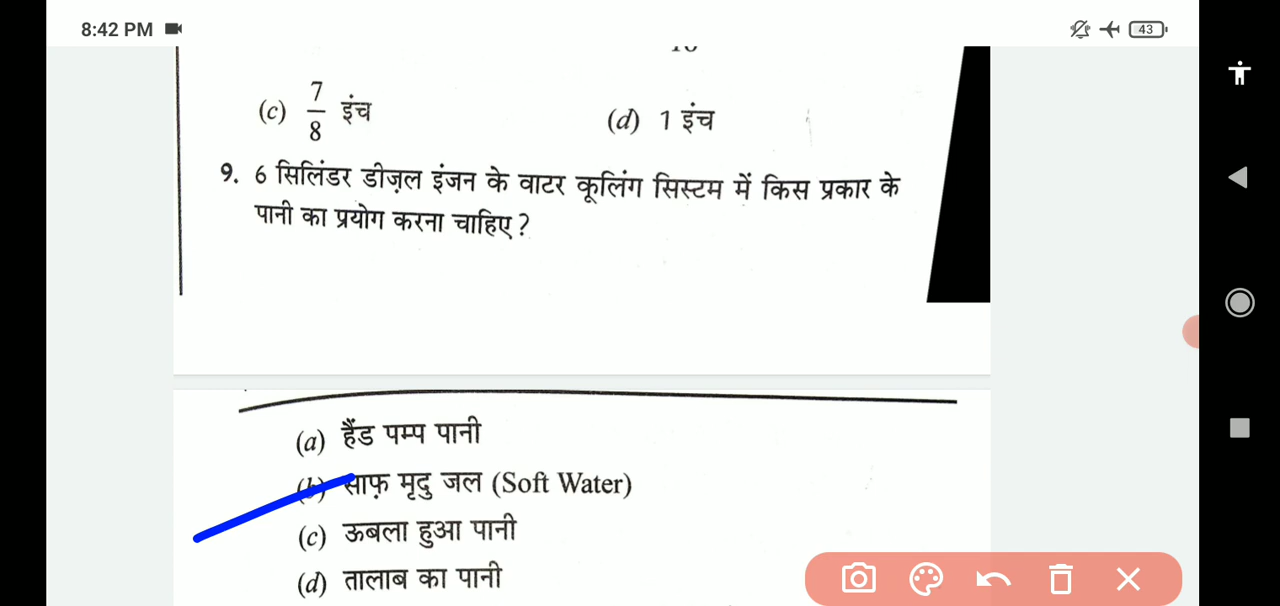 8:42 PM
43
(c) 7/8 इंच (d) 1 इंच
9. 6 सिलिंडर डीज़ल इंजन के वाटर कूलिंग सिस्टम में किस प्रकार के
पानी का प्रयोग करना चाहिए ?
(a) हैंड पम्प पानी
(b) साफ़ मृदु जल (Soft Water)
(c) ऊबला हुआ पानी
(d) तालाब का पानी